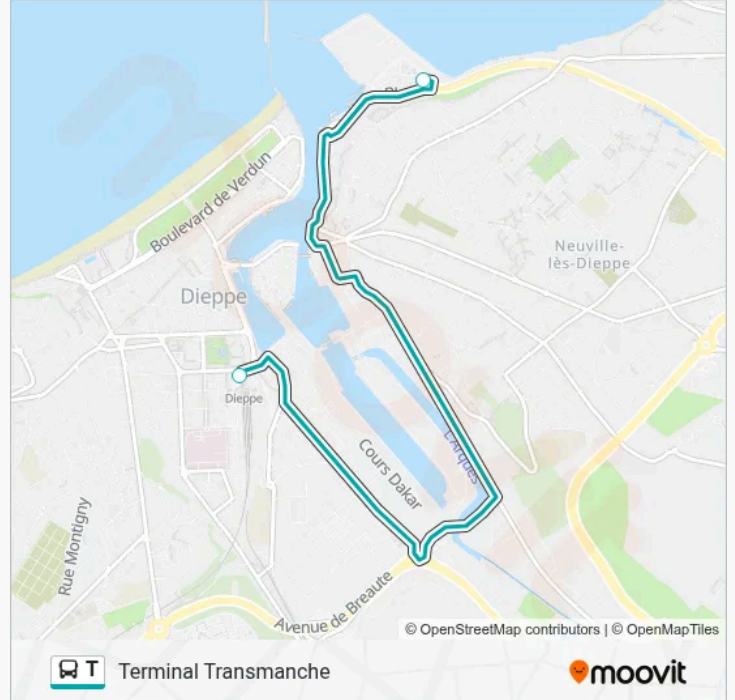 Boulevard de Verdun
Neuville-
lès-Dieppe
Dieppe
Dieppe
L'Arques
Cours Dakar
Rue Montigny
Avenue de Breaute
© OpenStreetMap contributors | © OpenMapTiles
T Terminal Transmanche
moovit